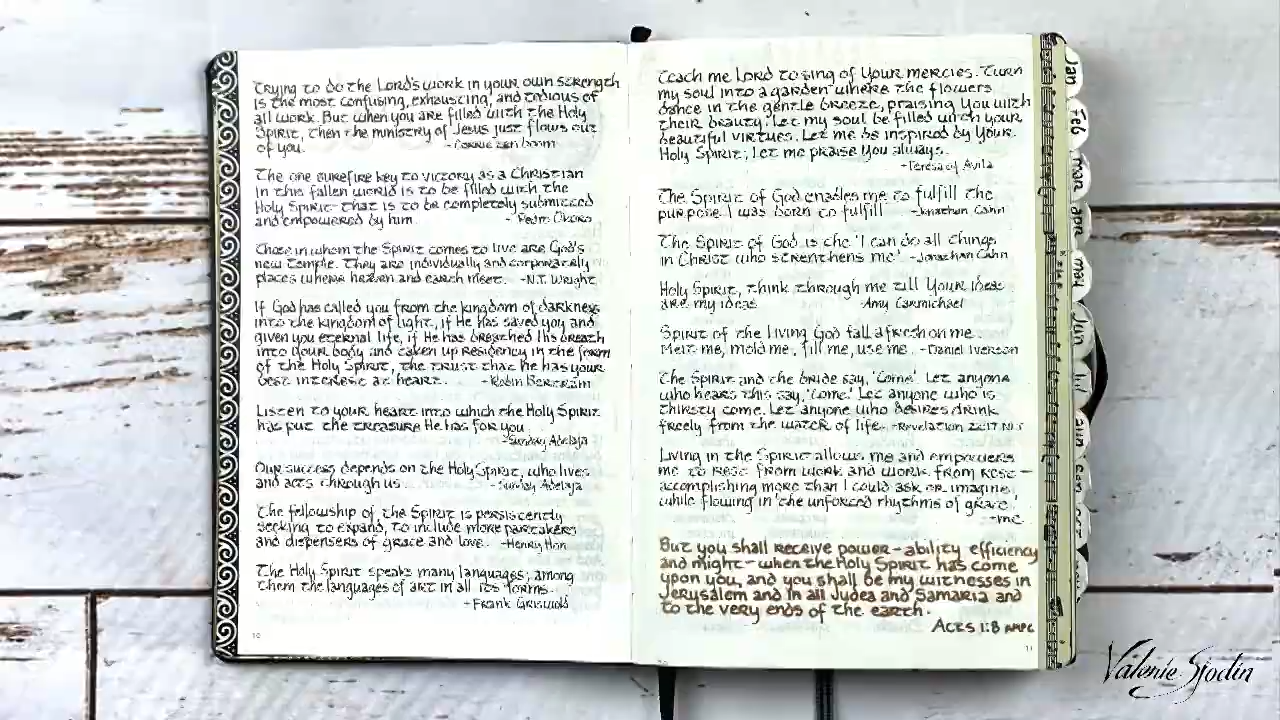 Trying to do the Lord's work in your own strength
is the most confusing, exhausting, and tedious of
all work. But when you are filled with the Holy
Spirit, then the ministry of Jesus just flows out
of you. -Corrie ten Boom
The one surefire key to victory as a Christian
in this fallen world is to be filled with the
Holy Spirit that is to be completely submitted
and empowered by him.
Those in whom the Spirit comes to live are God's
new Temple. They are individually and corporately
places where heaven and earth meet. -N.T. Wright
If God has called you from the kingdom of darkness
into the kingdom of light, if He has saved you and
given you eternal life, if He has breathed His breath
into your body and taken up residency in the form
of the Holy Spirit, the trust that he has your
best interest at heart. -Robin Bertram
Listen to your heart into which the Holy Spirit
has put the treasure He has for you.
-Sunday Adelaja
Our success depends on the Holy Spirit, who lives
and acts through us -Sunday Adelaja
The fellowship of the Spirit is persistently
seeking to expand, to include more partakers
and dispensers of grace and love. -Henry Hon
The Holy Spirit speaks many languages; among
them the languages of art in all its forms.
-Frank Griswold
10
Teach me Lord to sing of Your mercies. Turn
my soul into a garden where the flowers
dance in the gentle breeze, praising You with
their beauty. Let my soul be filled with your
beautiful virtues. Let me be inspired by Your
Holy Spirit; let me praise You always.
-Teresa of Avila
The Spirit of God enables me to fulfill the
purpose I was born to fulfill -Jonathan Cahn
The Spirit of God is the 'I can do all things
in Christ who screnthens me' -Jonathan Cahn
Holy Spirit, think through me till Your ideas
are my ideas. -Amy Carmichael
Spirit of the living God fall afresh on me.
Melt me, mold me, fill me, use me. -Daniel Iverson
The Spirit and the bride say, 'Come'. Let anyone
who hears this say, 'Come.' Let anyone who is
thirsty come. Let anyone who desires drink
freely from the water of life. -Revelation 22:17 NLT
Living in the Spirit allows me and empowers
me to rest from work and work from rest—
accomplishing more than I could ask or imagine,
while flowing in 'the unforced rhythms of grace'.
-me
But you shall receive power-ability efficiency
and might-when the Holy Spirit has come
upon you, and you shall be my witnesses in
Jerusalem and in all Judea and Samaria and
to the very ends of the earth.
Acts 1:8 AMPC
11
Jan
Feb
mar
apr
may
Jun
Valerie Sjodin